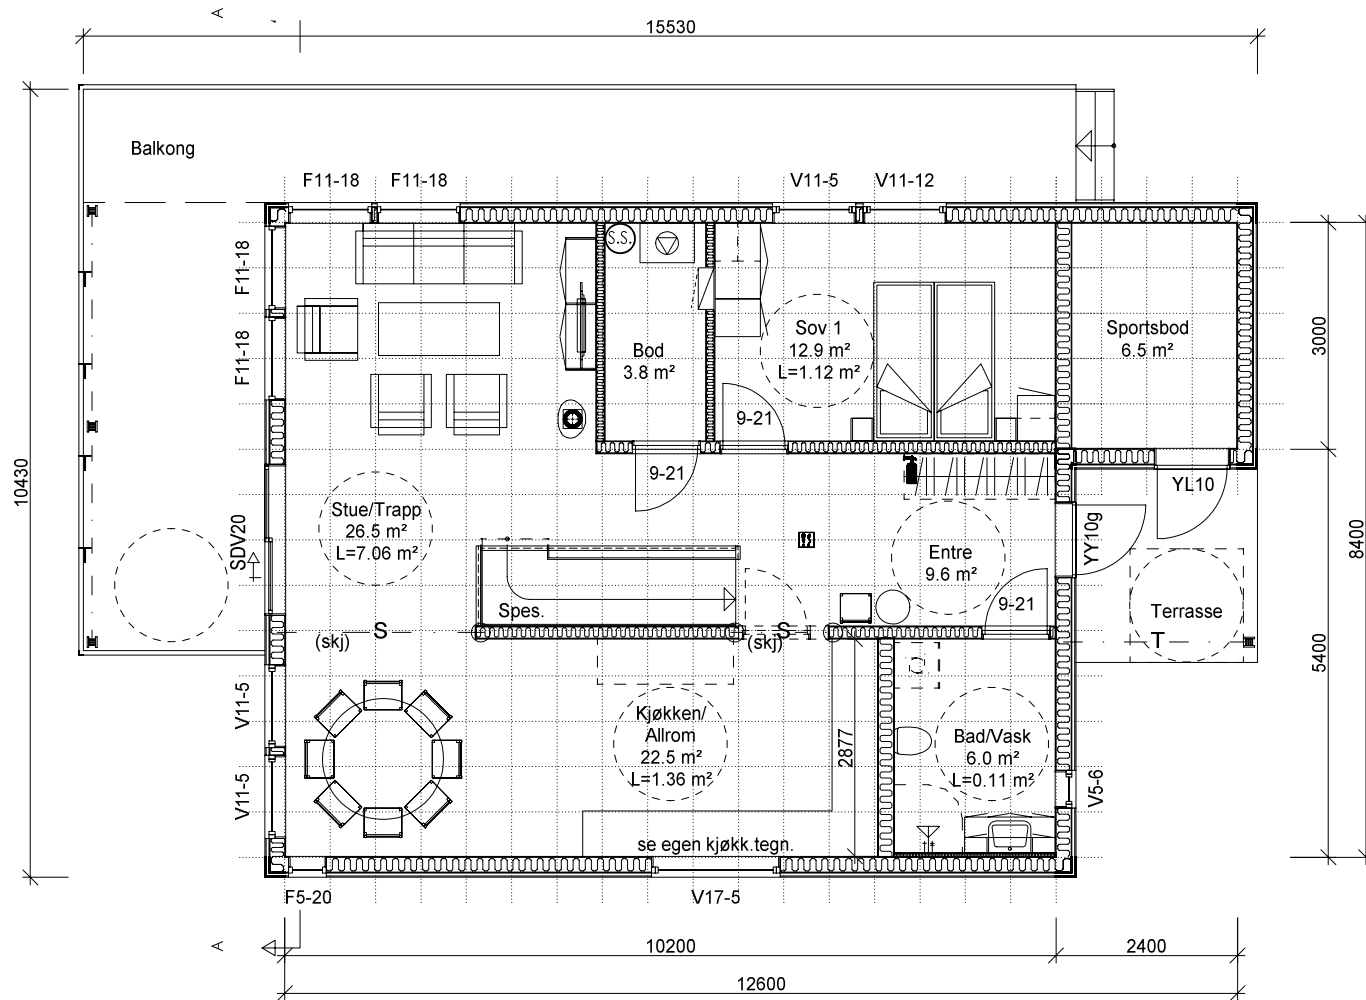 A
15530
Balkong
F11-18
F11-18
V11-5
V11-12
S.S.
F11-18
F11-18
Bod
3.8 m²
Sov 1
12.9 m²
L=1.12 m²
Sportsbod
6.5 m²
3000
9-21
9-21
10430
Stue/Trapp
26.5 m²
L=7.06 m²
SDV20
YL10
YY10g
Entre
9.6 m²
8400
9-21
Spes.
Terrasse
S
(skj)
S
(skj)
T
5400
V11-5
V11-5
Kjøkken/
Allrom
22.5 m²
L=1.36 m²
2877
Bad/Vask
6.0 m²
L=0.11 m²
V5-6
se egen kjøkk.tegn.
F5-20
V17-5
A
10200
2400
12600